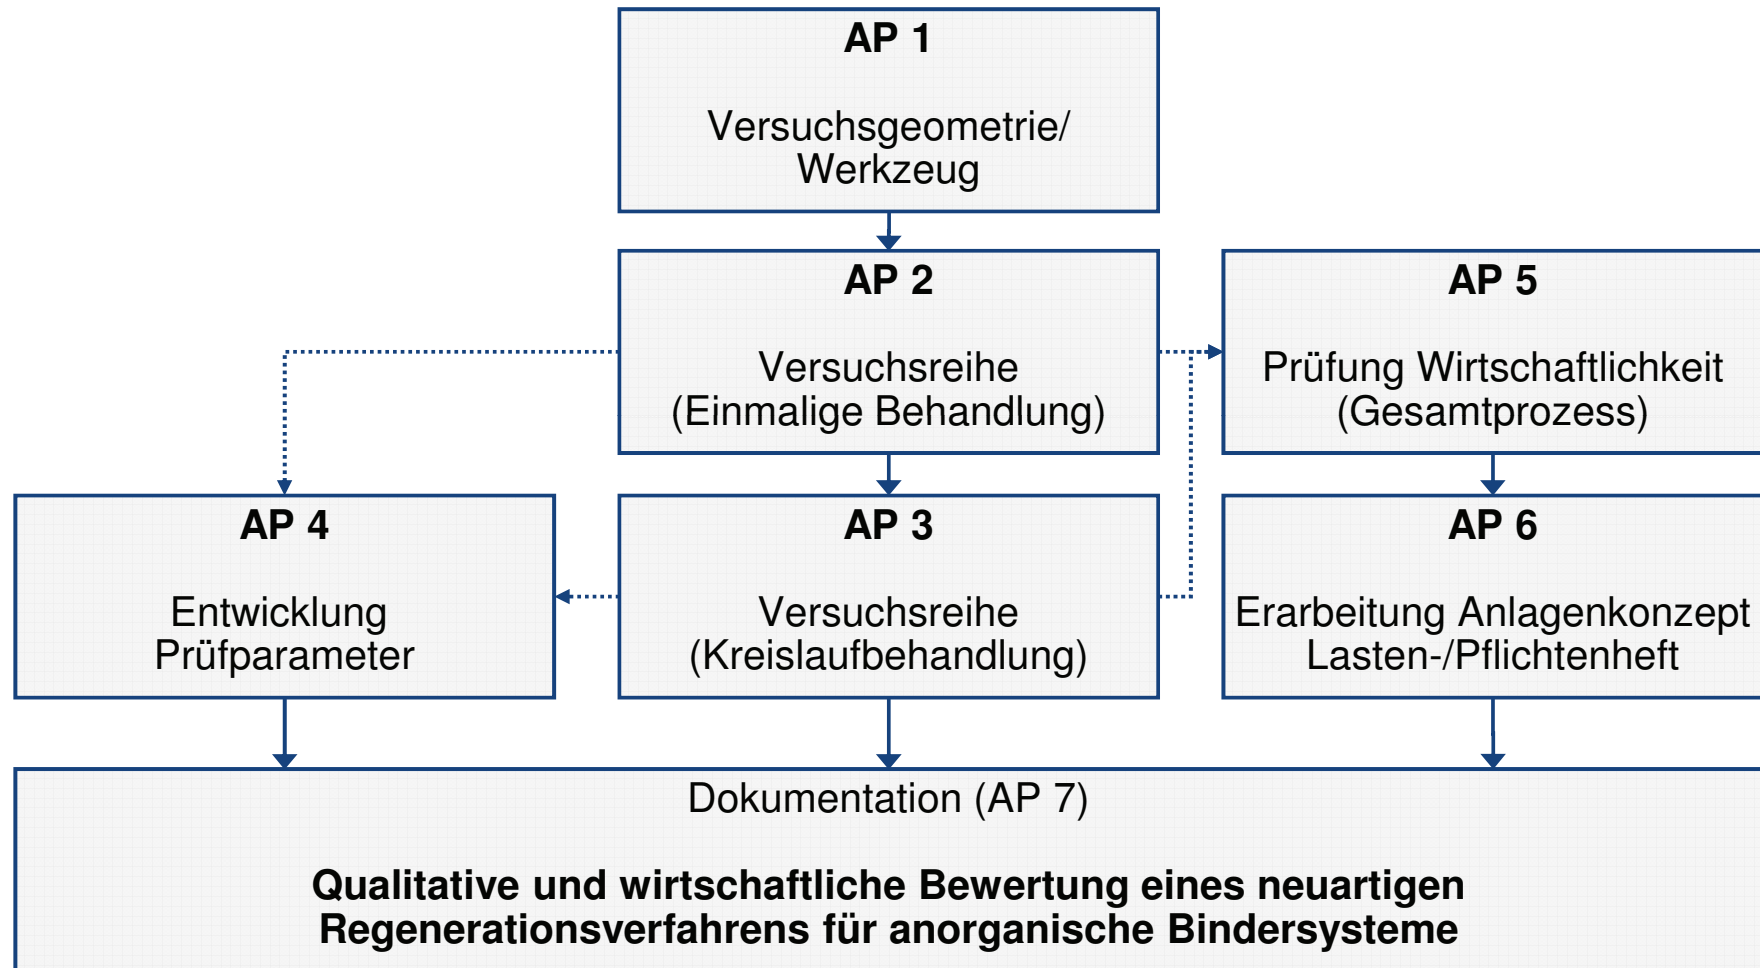 AP 1
Versuchsgeometrie/
Werkzeug
AP 2
Versuchsreihe
(Einmalige Behandlung)
AP 5
Prüfung Wirtschaftlichkeit
(Gesamtprozess)
AP 4
Entwicklung
Prüfparameter
AP 3
Versuchsreihe
(Kreislaufbehandlung)
AP 6
Erarbeitung Anlagenkonzept
Lasten-/Pflichtenheft
Dokumentation (AP 7)
Qualitative und wirtschaftliche Bewertung eines neuartigen
Regenerationsverfahrens für anorganische Bindersysteme